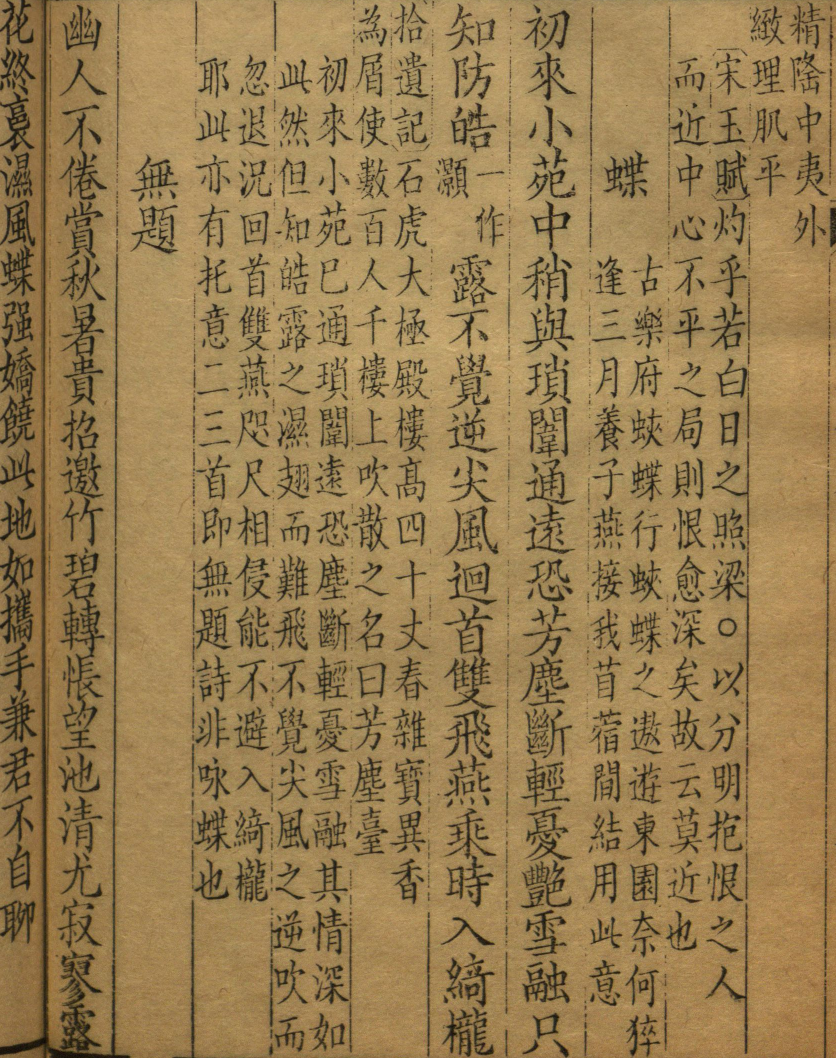 精隂中夷外
緻理肌平
宋玉賦灼乎若白日之照梁○以分明抱恨之人
而近中心不平之局則恨愈深矣故云莫近也
蝶
古樂府蛺蝶行蛺蝶之遨遊東園奈何猝
逢三月養子燕接我苜蓿間結用此意
初來小苑中稍與瑣闈通遠恐芳塵斷輕憂艷雪融只
知防皓
一作
灝
露不覺逆尖風迴首雙飛燕乘時入綺櫳
拾遺記石虎大極殿樓髙四十丈春雜寶異香
為屑使數百人千樓上吹散之名曰芳塵臺
初來小苑巳通瑣闈遠恐塵斷輕憂雪融其情深如
此然但知皓露之濕翅而難飛不覺尖風之逆吹而
忽退況回首雙燕咫尺相侵能不避入綺櫳
耶此亦有托意二三首即無題詩非咏蝶也
無題
幽人不倦賞秋暑貴招邀竹碧轉悵望池清尤寂寥露
花終裛濕風蝶强嬌饒此地如攜手兼君不自聊